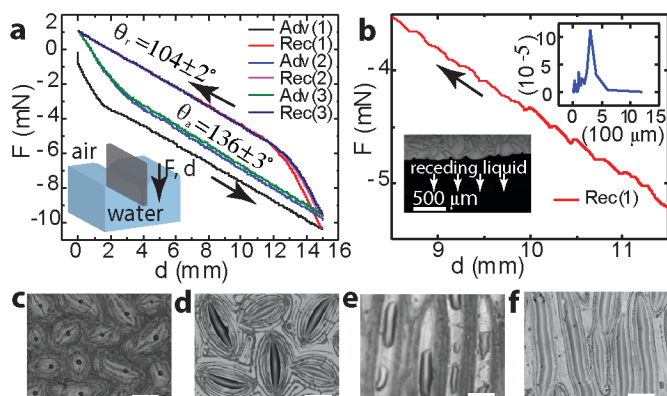 a
θr=104±2°
θa=136±3°
Adv(1)
Rec(1)
Adv(2)
Rec(2)
Adv(3)
Rec(3)
air
F, d
water
F (mN)
2
0
-2
-4
-6
-8
-10
0 2 4 6 8 10 12 14 16
d (mm)
b
F (mN)
-4
-5
9 10 11
d (mm)
(10-5)
10
5
0
0 5 10 15
(100 μm)
receding liquid
500 μm
Rec(1)
c
d
e
f